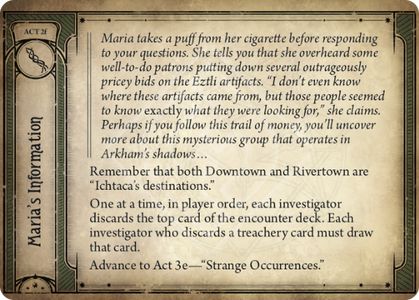 ACT 2f
Maria's Information
Maria takes a puff from her cigarette before responding
to your questions. She tells you that she overheard some
well-to-do patrons putting down several outrageously
pricey bids on the Eztli artifacts. “I don't even know
where these artifacts came from, but those people seemed
to know exactly what they were looking for,” she claims.
Perhaps if you follow this trail of money, you'll uncover
more about this mysterious group that operates in
Arkham's shadows…
Remember that both Downtown and Rivertown are
“Ichtaca's destinations.”
One at a time, in player order, each investigator
discards the top card of the encounter deck. Each
investigator who discards a treachery card must draw
that card.
Advance to Act 3e—“Strange Occurrences.”